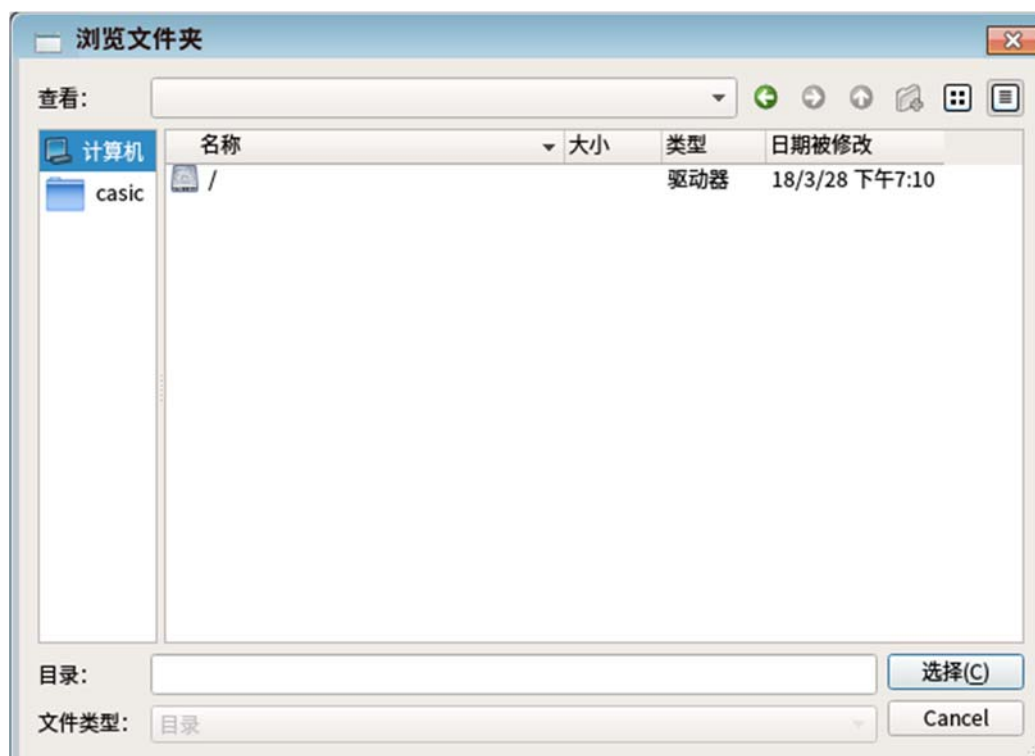 浏览文件夹
查看:
计算机
casic
名称 大小 类型 日期被修改
/ 驱动器 18/3/28 下午7:10
目录: 选择(C)
文件类型: 目录 Cancel